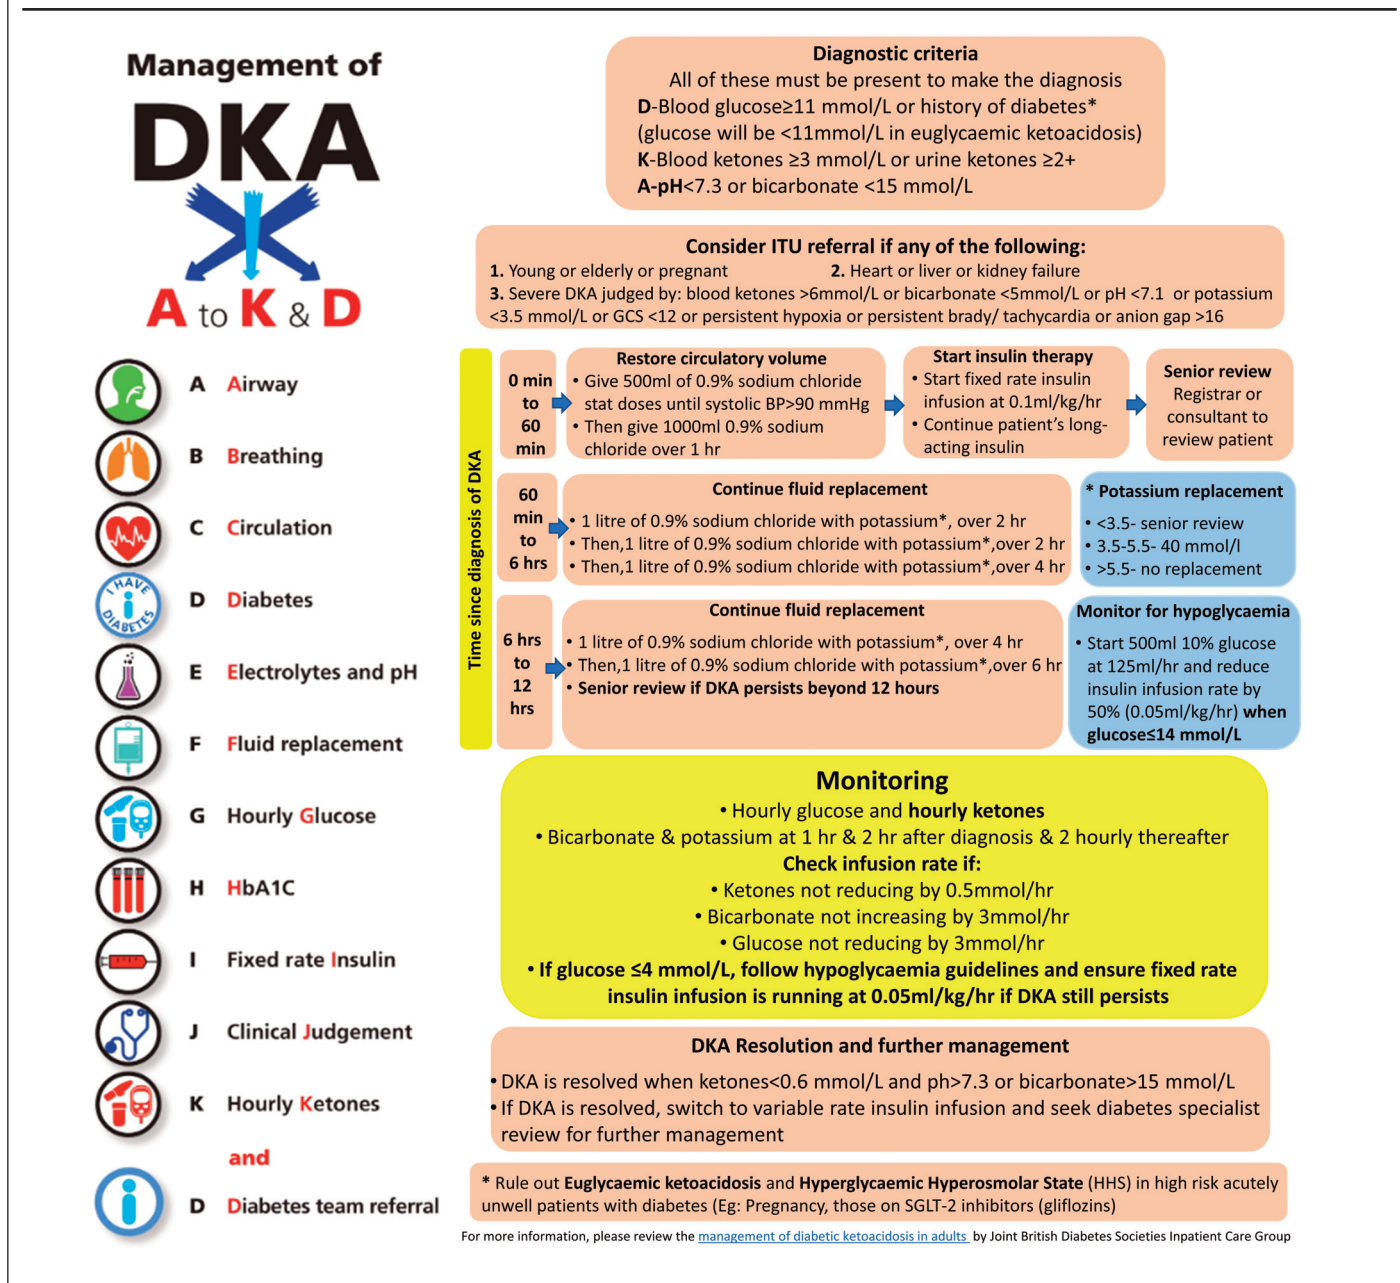 Management of
DKA
A to K & D
A Airway
B Breathing
C Circulation
I HAVE
i
DIABETES
D Diabetes
E Electrolytes and pH
F Fluid replacement
G Hourly Glucose
H HbA1C
I Fixed rate Insulin
J Clinical Judgement
K Hourly Ketones
and
i
D Diabetes team referral
Diagnostic criteria
All of these must be present to make the diagnosis
D-Blood glucose≥11 mmol/L or history of diabetes*
(glucose will be <11mmol/L in euglycaemic ketoacidosis)
K-Blood ketones ≥3 mmol/L or urine ketones ≥2+
A-pH<7.3 or bicarbonate <15 mmol/L
Consider ITU referral if any of the following:
1. Young or elderly or pregnant 2. Heart or liver or kidney failure
3. Severe DKA judged by: blood ketones >6mmol/L or bicarbonate <5mmol/L or pH <7.1 or potassium
<3.5 mmol/L or GCS <12 or persistent hypoxia or persistent brady/ tachycardia or anion gap >16
Time since diagnosis of DKA
0 min
to
60
min
Restore circulatory volume
• Give 500ml of 0.9% sodium chloride
stat doses until systolic BP>90 mmHg
• Then give 1000ml 0.9% sodium
chloride over 1 hr
Start insulin therapy
• Start fixed rate insulin
infusion at 0.1ml/kg/hr
• Continue patient's long-
acting insulin
Senior review
Registrar or
consultant to
review patient
60
min
to
6 hrs
Continue fluid replacement
• 1 litre of 0.9% sodium chloride with potassium*, over 2 hr
• Then,1 litre of 0.9% sodium chloride with potassium*,over 2 hr
• Then,1 litre of 0.9% sodium chloride with potassium*,over 4 hr
* Potassium replacement
• <3.5- senior review
• 3.5-5.5- 40 mmol/l
• >5.5- no replacement
6 hrs
to
12
hrs
Continue fluid replacement
• 1 litre of 0.9% sodium chloride with potassium*, over 4 hr
• Then,1 litre of 0.9% sodium chloride with potassium*,over 6 hr
• Senior review if DKA persists beyond 12 hours
Monitor for hypoglycaemia
• Start 500ml 10% glucose
at 125ml/hr and reduce
insulin infusion rate by
50% (0.05ml/kg/hr) when
glucose≤14 mmol/L
Monitoring
• Hourly glucose and hourly ketones
• Bicarbonate & potassium at 1 hr & 2 hr after diagnosis & 2 hourly thereafter
Check infusion rate if:
• Ketones not reducing by 0.5mmol/hr
• Bicarbonate not increasing by 3mmol/hr
• Glucose not reducing by 3mmol/hr
• If glucose ≤4 mmol/L, follow hypoglycaemia guidelines and ensure fixed rate
insulin infusion is running at 0.05ml/kg/hr if DKA still persists
DKA Resolution and further management
• DKA is resolved when ketones<0.6 mmol/L and ph>7.3 or bicarbonate>15 mmol/L
• If DKA is resolved, switch to variable rate insulin infusion and seek diabetes specialist
review for further management
* Rule out Euglycaemic ketoacidosis and Hyperglycaemic Hyperosmolar State (HHS) in high risk acutely
unwell patients with diabetes (Eg: Pregnancy, those on SGLT-2 inhibitors (gliflozins)
For more information, please review the management of diabetic ketoacidosis in adults by Joint British Diabetes Societies Inpatient Care Group